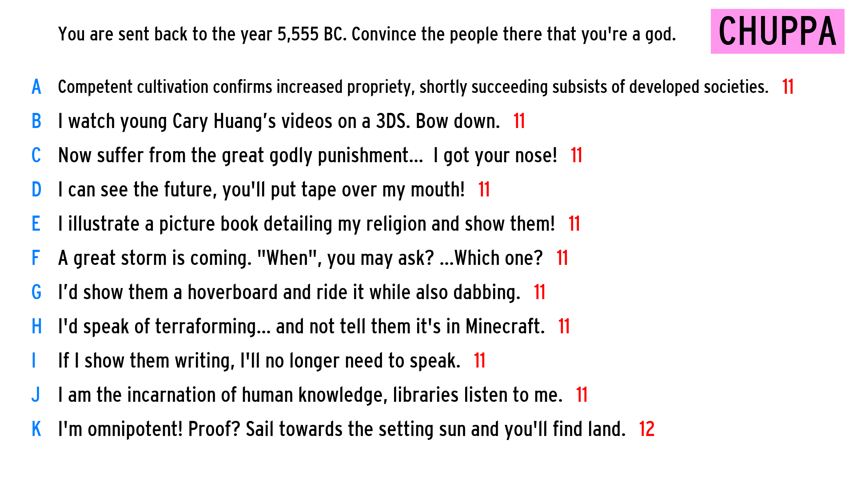 You are sent back to the year 5,555 BC. Convince the people there that you're a god.
CHUPPA
A Competent cultivation confirms increased propriety, shortly succeeding subsists of developed societies. 11
B I watch young Cary Huang’s videos on a 3DS. Bow down. 11
C Now suffer from the great godly punishment... I got your nose! 11
D I can see the future, you'll put tape over my mouth! 11
E I illustrate a picture book detailing my religion and show them! 11
F A great storm is coming. "When", you may ask? ...Which one? 11
G I’d show them a hoverboard and ride it while also dabbing. 11
H I'd speak of terraforming... and not tell them it's in Minecraft. 11
I If I show them writing, I'll no longer need to speak. 11
J I am the incarnation of human knowledge, libraries listen to me. 11
K I'm omnipotent! Proof? Sail towards the setting sun and you'll find land. 12